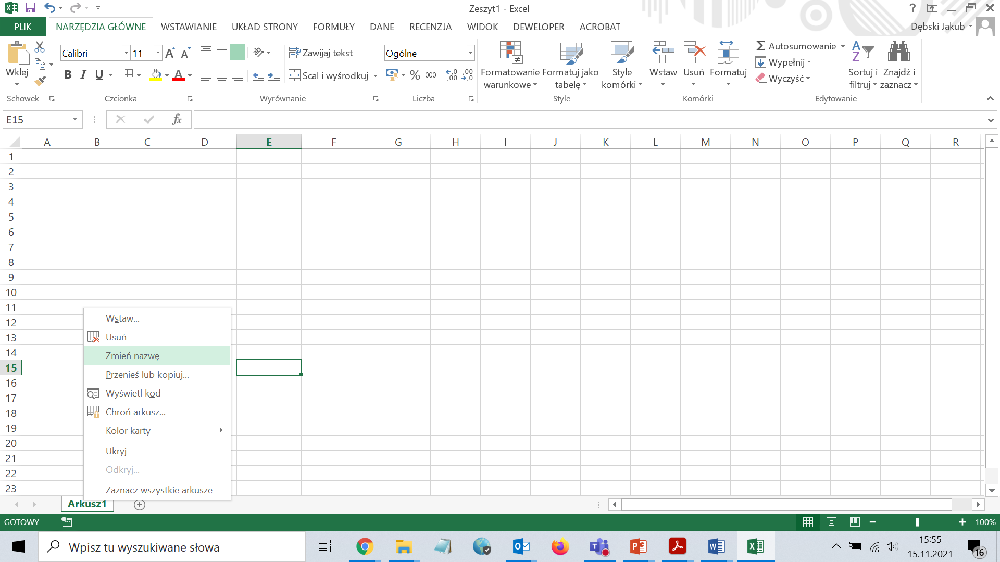 Zeszyt1 - Excel
?
PLIK NARZĘDZIA GŁÓWNE WSTAWIANIE UKŁAD STRONY FORMUŁY DANE RECENZJA WIDOK DEWELOPER ACROBAT
Dębski Jakub
Wklej
Calibri 11
B I U A
Zawijaj tekst
Scal i wyśrodkuj
Ogólne
% 000
Formatowanie warunkowe
Formatuj jako tabelę
Style komórki
Wstaw Usuń Formatuj
Autosumowanie
Wypełnij
Wyczyść
Sortuj i filtruj
Znajdź i zaznacz
Schowek Czcionka Wyrównanie Liczba Style Komórki Edytowanie
E15 fx
A B C D E F G H I J K L M N O P Q R
1
2
3
4
5
6
7
8
9
10
11
12
13
14
15
16
17
18
19
20
21
22
23
Wstaw...
Usuń
Zmień nazwę
Przenieś lub kopiuj...
Wyświetl kod
Chroń arkusz...
Kolor karty
Ukryj
Odkryj...
Zaznacz wszystkie arkusze
Arkusz1
GOTOWY 100%
Wpisz tu wyszukiwane słowa
15:55
15.11.2021
16